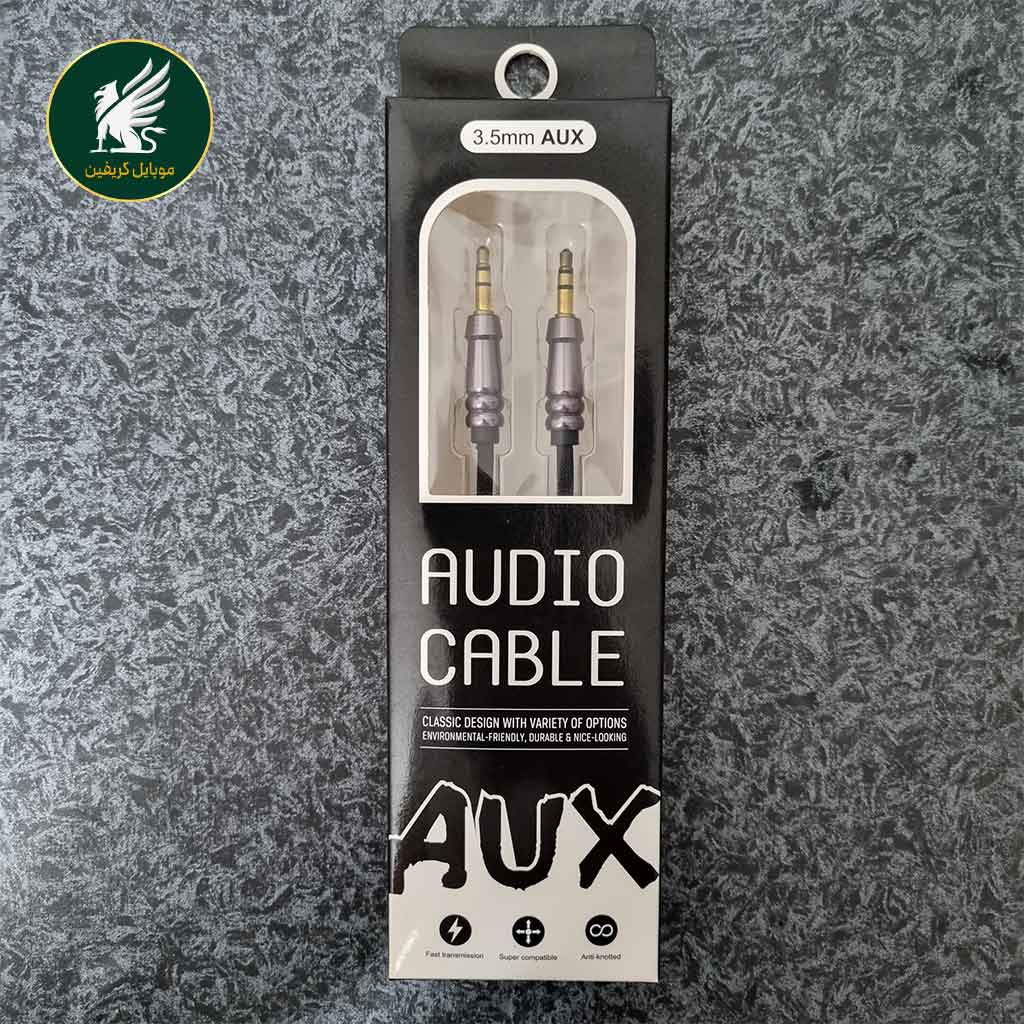 موبایل گریفین
3.5mm AUX
AUDIO
CABLE
CLASSIC DESIGN WITH VARIETY OF OPTIONS
ENVIRONMENTAL-FRIENDLY, DURABLE & NICE-LOOKING
AUX
Fast transmission
Super compatible
Anti-knotted